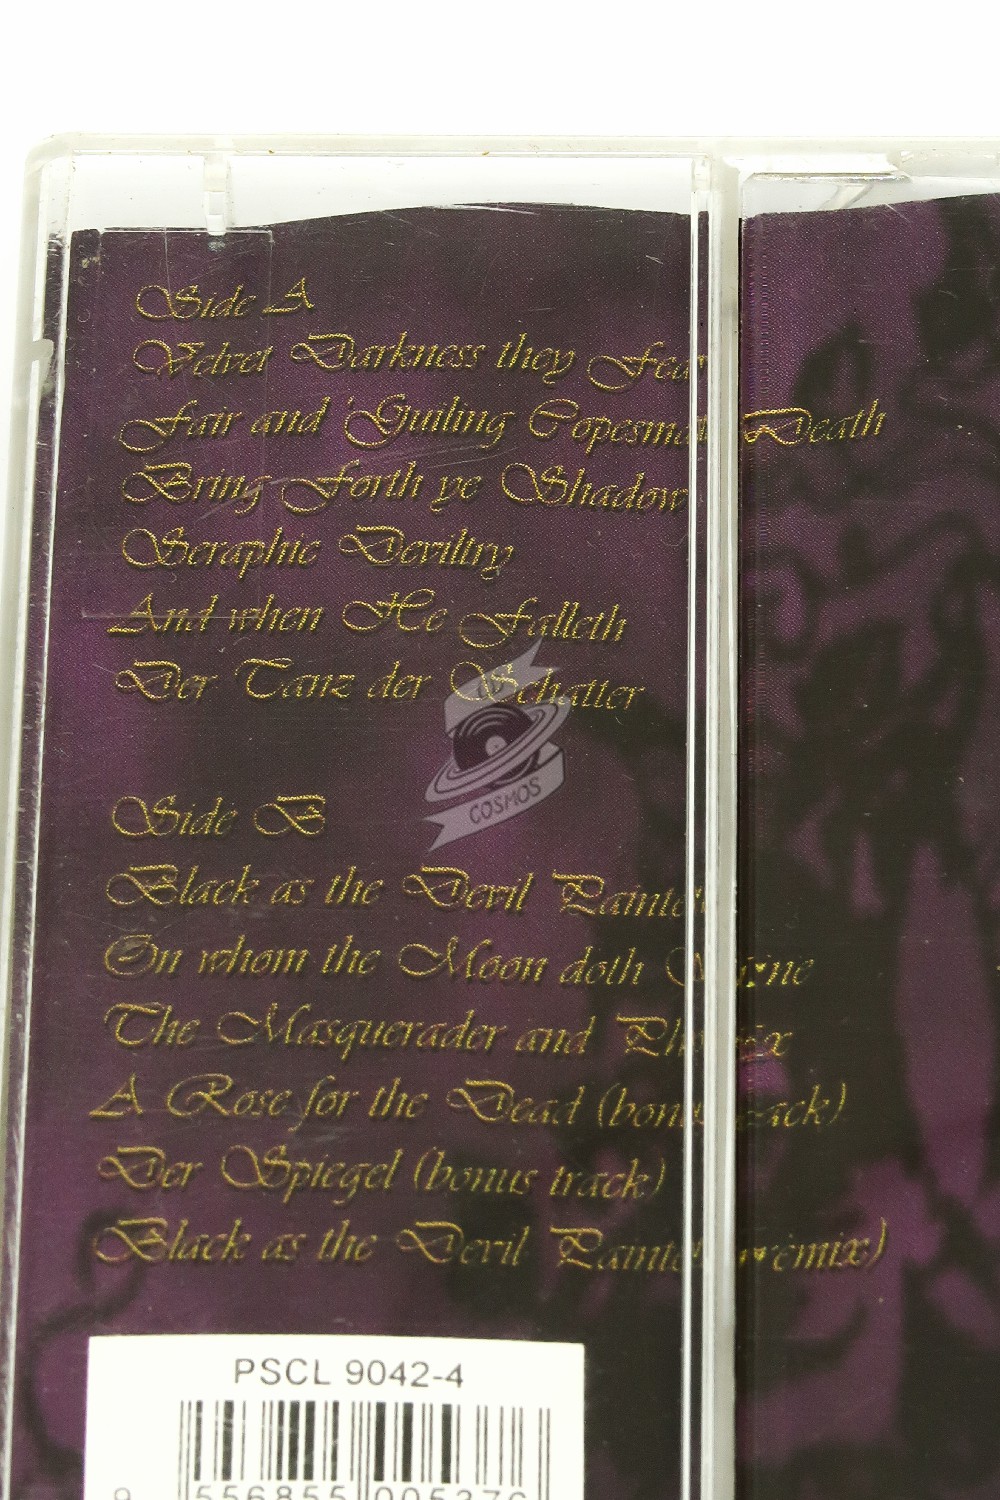 Side A
Velvet Darkness they Fear
Fair and 'Guiling Copesmate Death
Bring Forth ye Shadow
Seraphic Deviltry
And when He Falleth
Der Tanz der Schatter
COSMOS
Side B
Black as the Devil Painteth
On whom the Moon doth Shine
The Masquerader and Phoenix
A Rose for the Dead (bonus track)
Der Spiegel (bonus track)
Black as the Devil Painteth (remix)
PSCL 9042-4
9 556855 005376